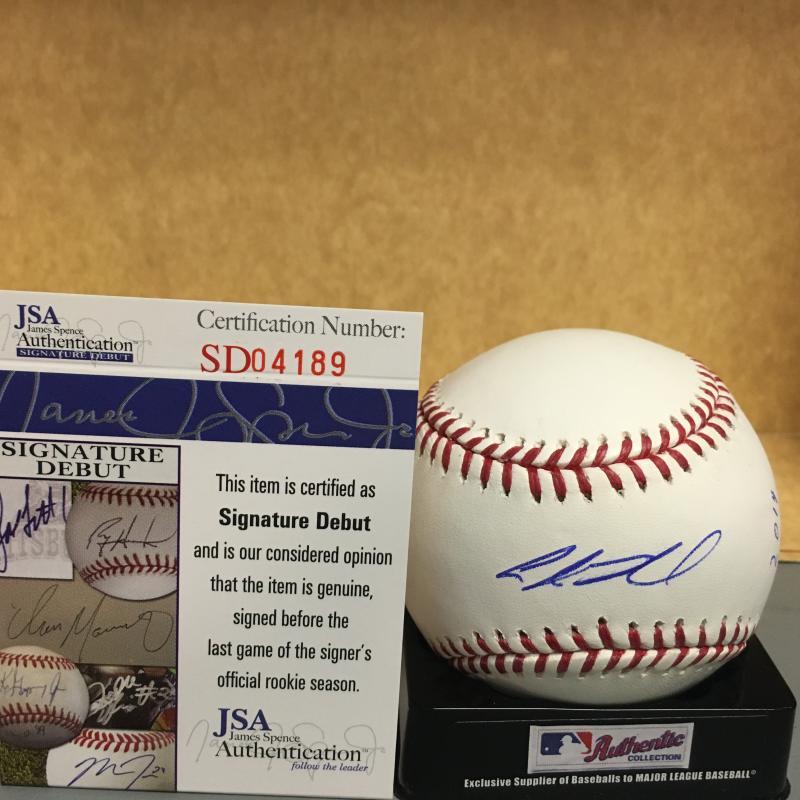 JSA
James Spence
Authentication
SIGNATURE DEBUT
Certification Number:
SD04189
SIGNATURE
DEBUT
This item is certified as
Signature Debut
and is our considered opinion
that the item is genuine,
signed before the
last game of the signer's
official rookie season.
JSA
James Spence
Authentication™
follow the leader
Authentic
COLLECTION
Exclusive Supplier of Baseballs to MAJOR LEAGUE BASEBALL®